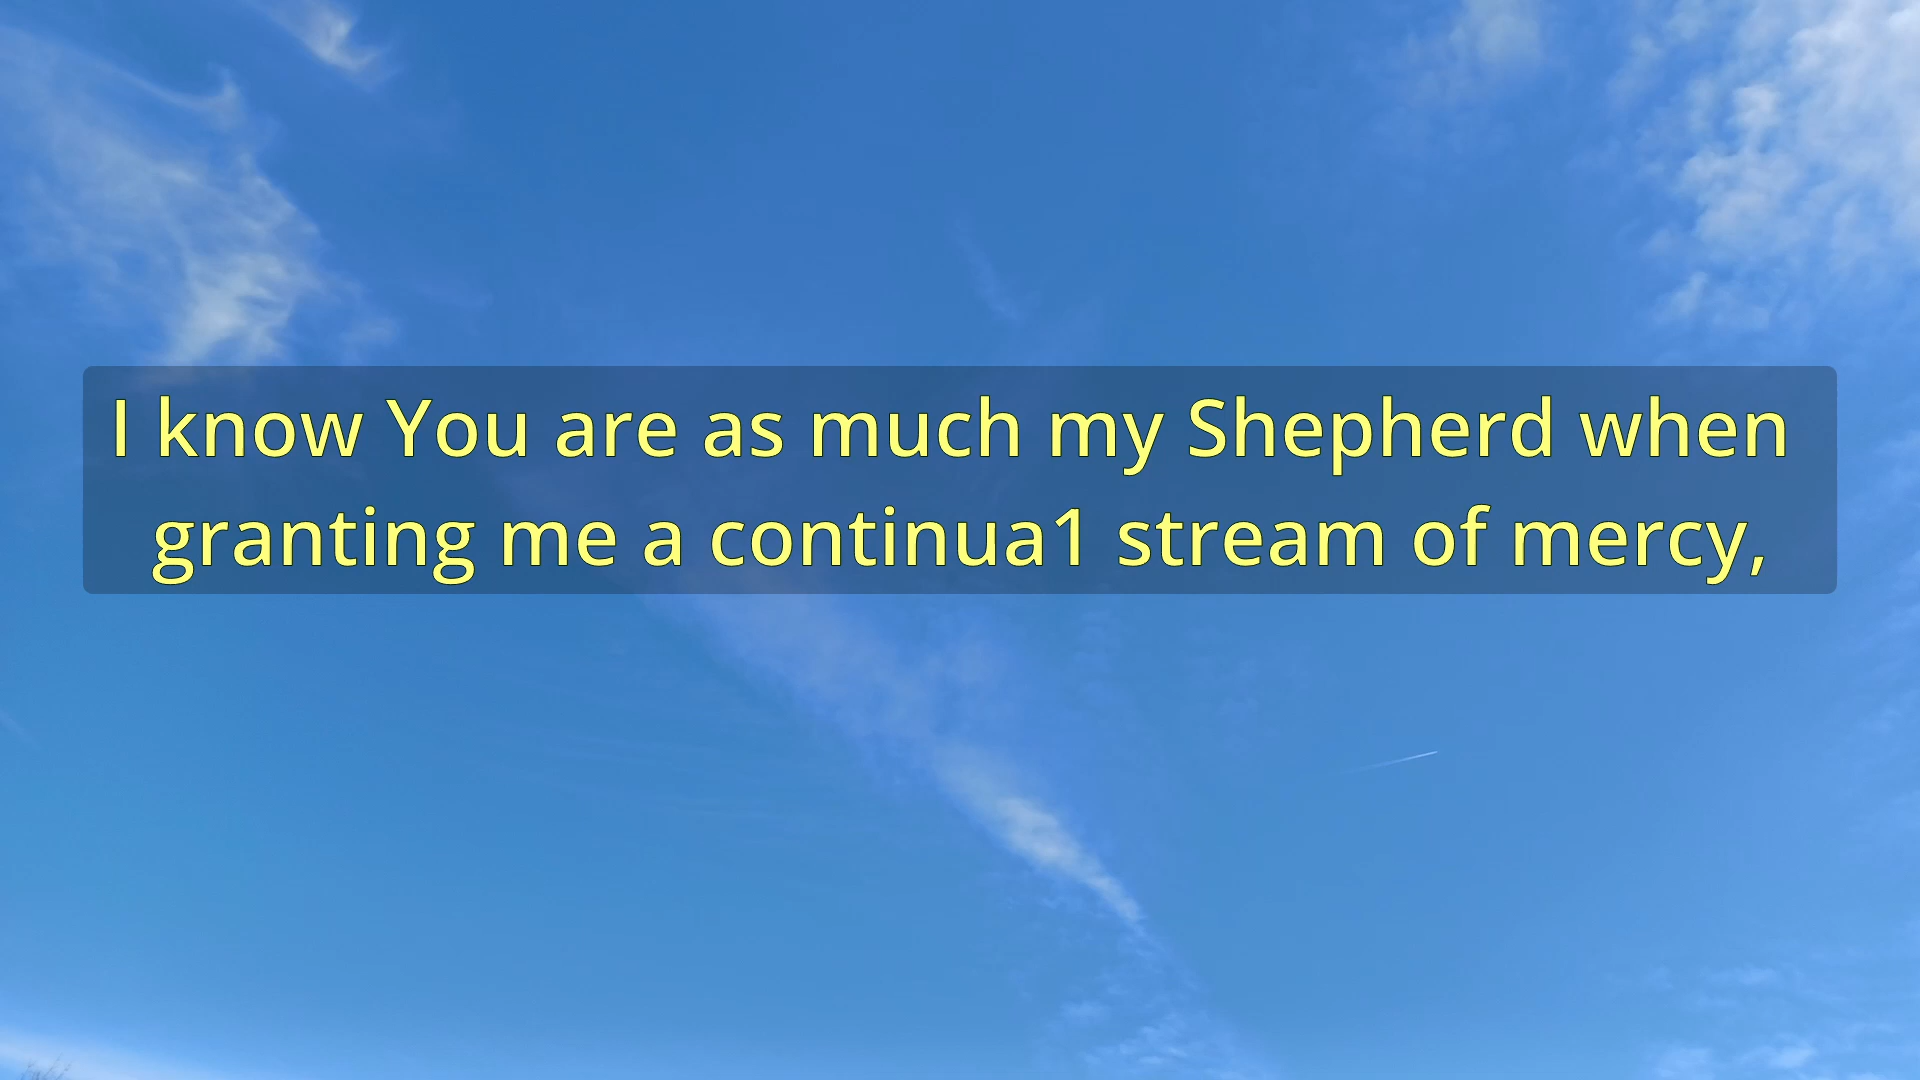 I know You are as much my Shepherd when
granting me a continua1 stream of mercy,